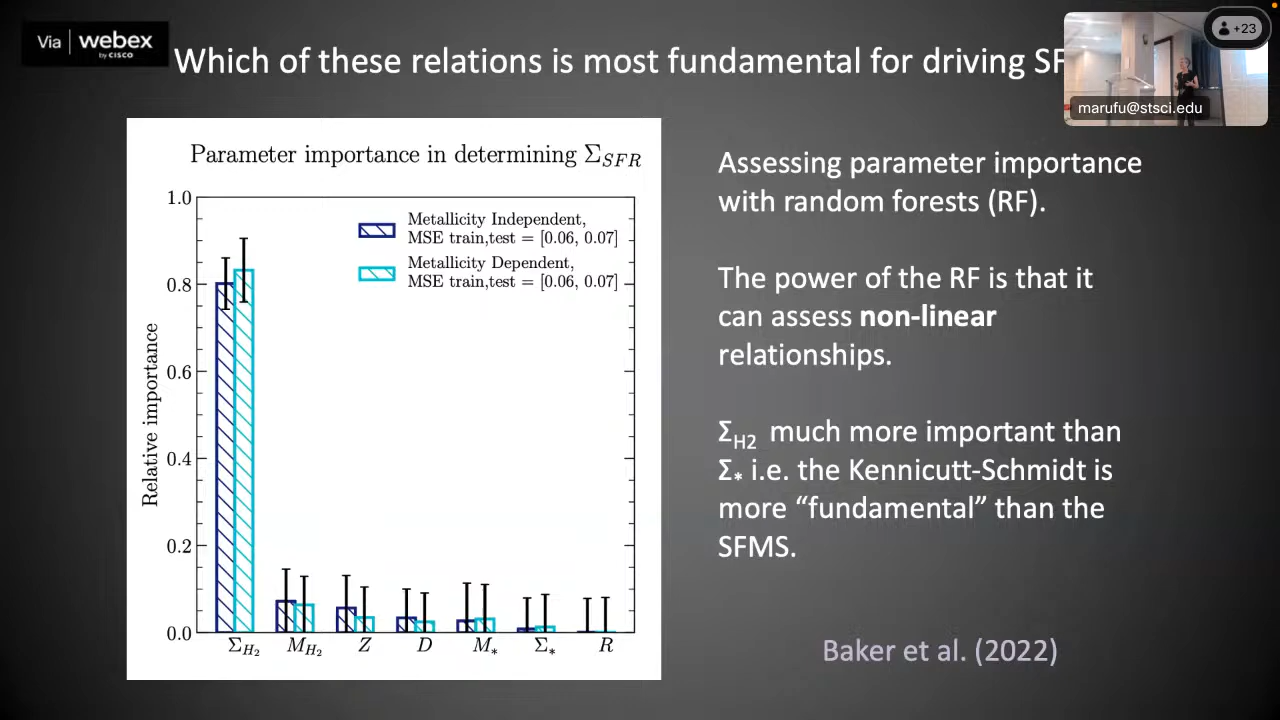 Via webex
by CISCO
Which of these relations is most fundamental for driving SF
+23
marufu@stsci.edu
Parameter importance in determining Σ_SFR
1.0
0.8
0.6
0.4
0.2
0.0
Relative importance
Metallicity Independent,
MSE train,test = [0.06, 0.07]
Metallicity Dependent,
MSE train,test = [0.06, 0.07]
Σ_H₂ M_H₂ Z D M_* Σ_* R
Assessing parameter importance
with random forests (RF).
The power of the RF is that it
can assess non-linear
relationships.
Σ_H2 much more important than
Σ_* i.e. the Kennicutt-Schmidt is
more “fundamental” than the
SFMS.
Baker et al. (2022)